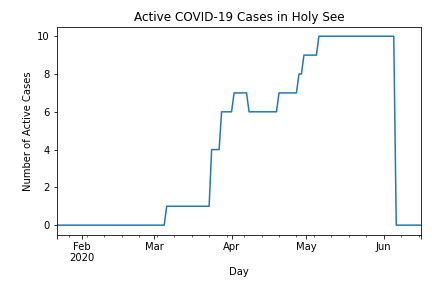 Active COVID-19 Cases in Holy See
Number of Active Cases
10
8
6
4
2
0
Feb
2020
Mar
Apr
May
Jun
Day